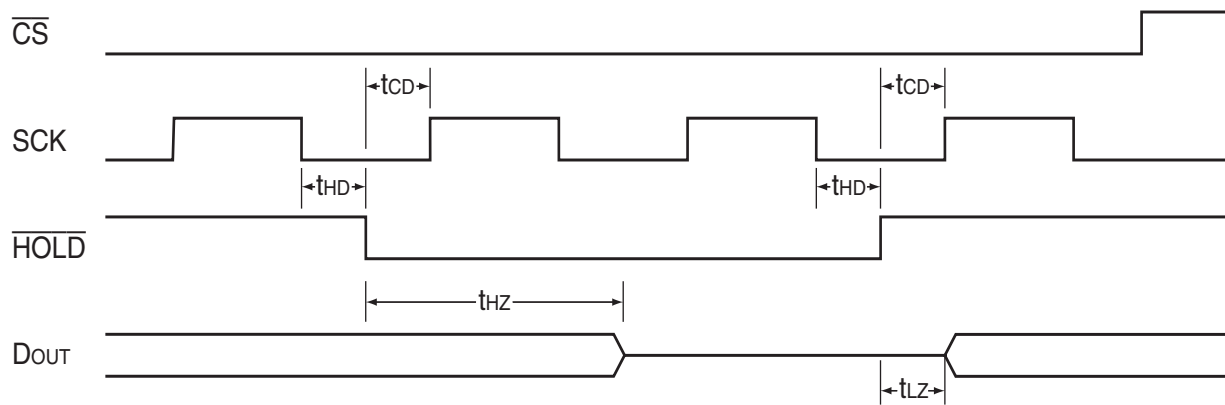 CS
tCD tCD
SCK
tHD tHD
HOLD
tHZ
DOUT
tLZ